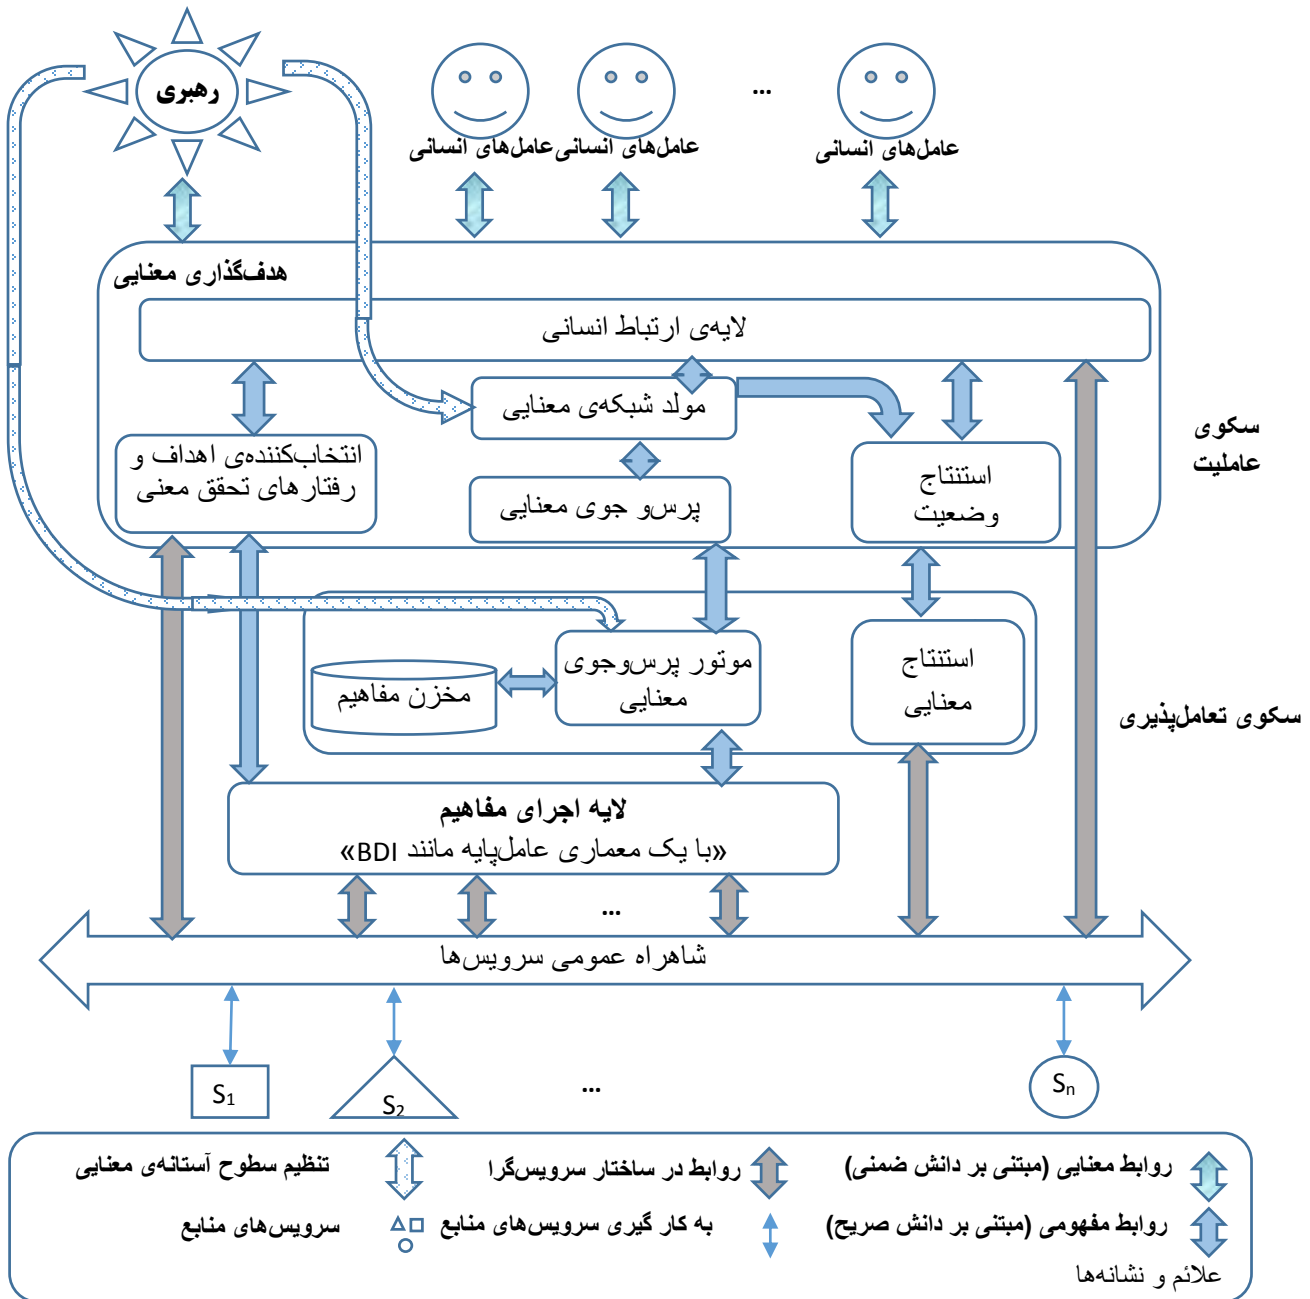 رهبری
...
عامل‌های انسانی
عامل‌های انسانی
عامل‌های انسانی
هدف‌گذاری معنایی
لایه‌ی ارتباط انسانی
مولد شبکه‌ی معنایی
سکوی
عاملیت
انتخاب‌کننده‌ی اهداف و
رفتارهای تحقق معنی
پرس‌و جوی معنایی
استنتاج
وضعیت
موتور پرس‌وجوی
معنایی
مخزن مفاهیم
استنتاج
معنایی
سکوی تعامل‌پذیری
لایه اجرای مفاهیم
«با یک معماری عامل‌پایه مانند BDI»
...
شاهراه عمومی سرویس‌ها
S1
S2
...
Sn
روابط معنایی (مبتنی بر دانش ضمنی)
روابط در ساختار سرویس‌گرا
تنظیم سطوح آستانه‌ی معنایی
روابط مفهومی (مبتنی بر دانش صریح)
به کار گیری سرویس‌های منابع
سرویس‌های منابع
علائم و نشانه‌ها